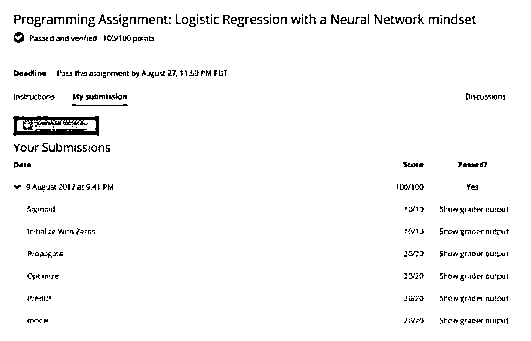 Programming Assignment: Logistic Regression with a Neural Network mindset
Passed and verified 100/100 points
Deadline Pass this assignment by August 27, 11:59 PM PDT
Instructions My submission Discussions
Your Submissions
Date Score Passed?
9 August 2017 at 9:41 PM 100/100 Yes
Sigmoid 10/10 Show grader output
Initialize With Zeros 10/10 Show grader output
Propagate 20/20 Show grader output
Optimize 20/20 Show grader output
Predict 20/20 Show grader output
model 20/20 Show grader output